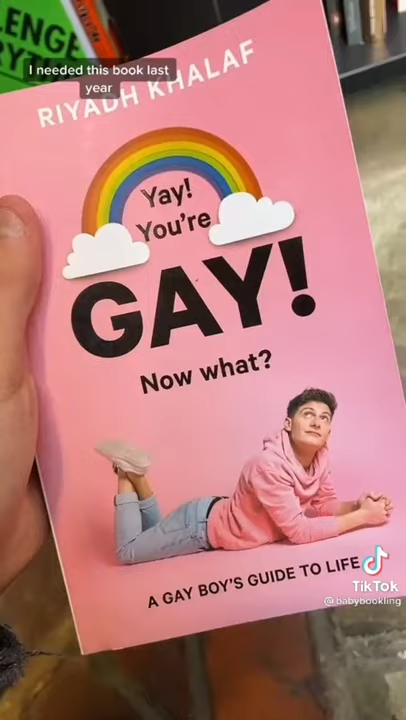 LENGE
I needed this book last
year
RIYADH KHALAF
Yay!
You're
GAY!
Now what?
A GAY BOY'S GUIDE TO LIFE
TikTok
@babybookling